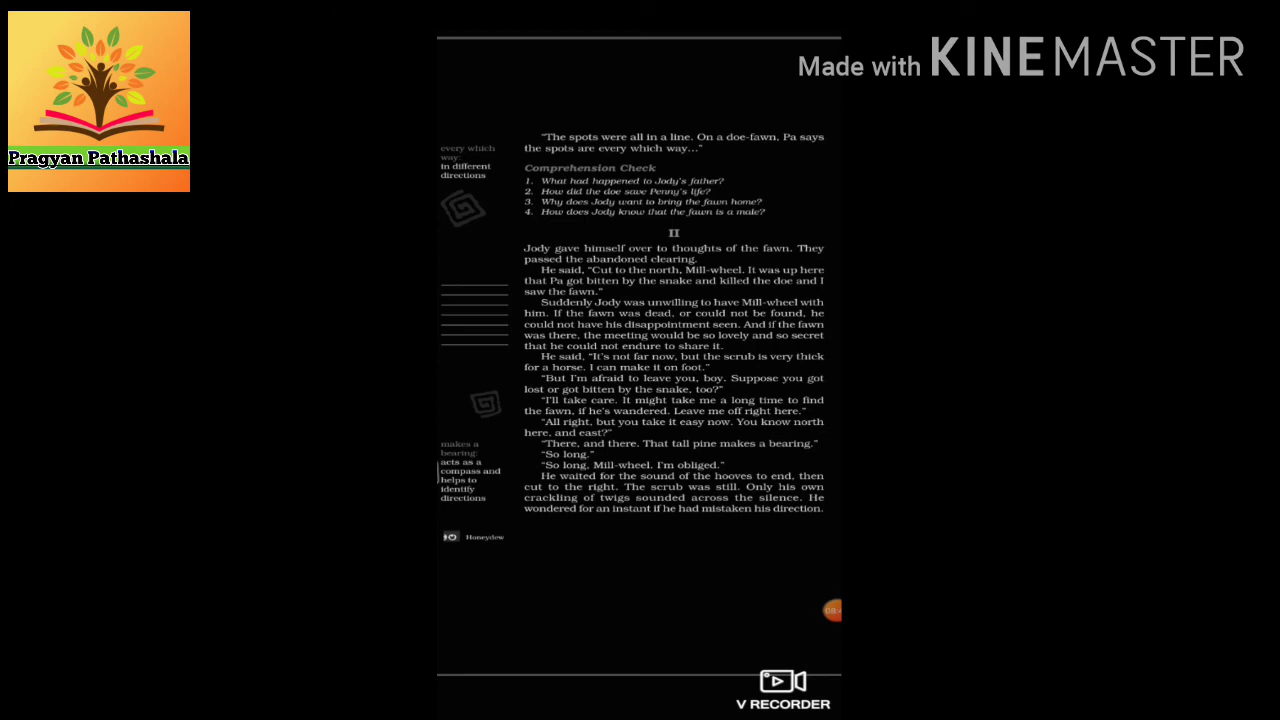 Pragyan Pathashala
Made with KINEMASTER
"The spots were all in a line. On a doe-fawn, Pa says
the spots are every which way..."
every which
way:
in different
directions
Comprehension Check
1. What had happened to Jody's father?
2. How did the doe save Penny's life?
3. Why does Jody want to bring the fawn home?
4. How does Jody know that the fawn is a male?
II
Jody gave himself over to thoughts of the fawn. They
passed the abandoned clearing.
He said, "Cut to the north, Mill-wheel. It was up here
that Pa got bitten by the snake and killed the doe and I
saw the fawn."
Suddenly Jody was unwilling to have Mill-wheel with
him. If the fawn was dead, or could not be found, he
could not have his disappointment seen. And if the fawn
was there, the meeting would be so lovely and so secret
that he could not endure to share it.
He said, "It's not far now, but the scrub is very thick
for a horse. I can make it on foot."
"But I'm afraid to leave you, boy. Suppose you got
lost or got bitten by the snake, too?"
"I'll take care. It might take me a long time to find
the fawn, if he's wandered. Leave me off right here."
"All right, but you take it easy now. You know north
here, and east?"
"There, and there. That tall pine makes a bearing."
"So long."
"So long, Mill-wheel. I'm obliged."
He waited for the sound of the hooves to end, then
cut to the right. The scrub was still. Only his own
crackling of twigs sounded across the silence. He
wondered for an instant if he had mistaken his direction.
makes a
bearing:
acts as a
compass and
helps to
identify
directions
Honeydew
V RECORDER